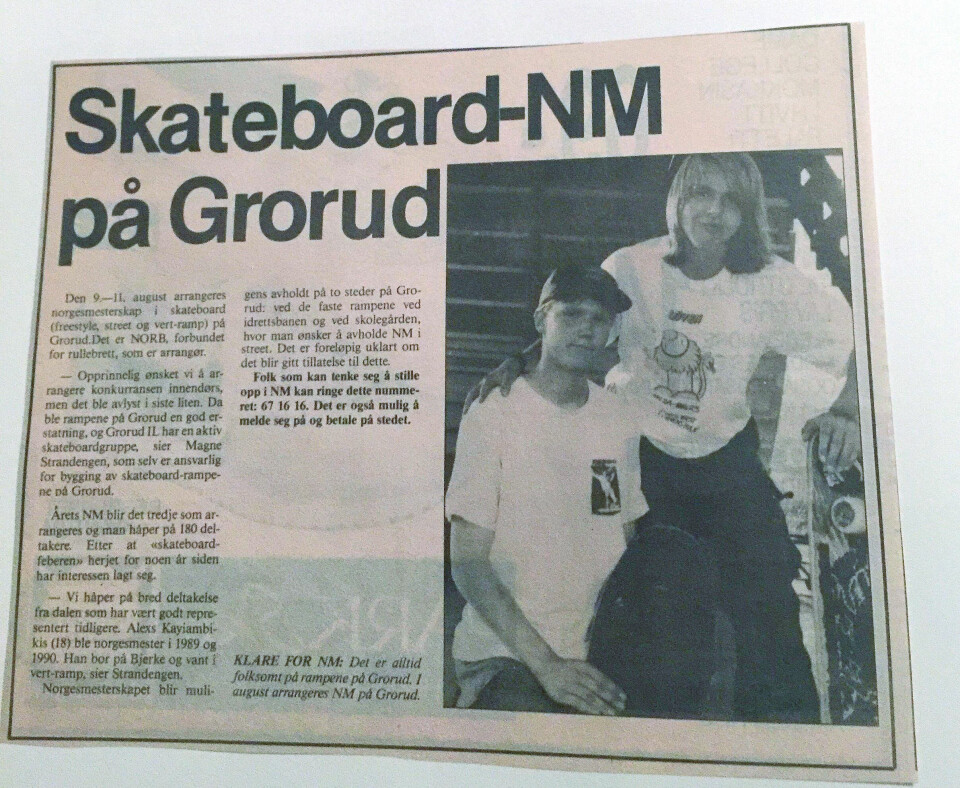 Skateboard-NM
på Grorud
Den 9.—11. august arrangeres
norgesmesterskap i skateboard
(freestyle, street og vert-ramp) på
Grorud.Det er NORB, forbundet
for rullebrett, som er arrangør.
— Opprinnelig ønsket vi å ar-
rangere konkurransen innendørs,
men det ble avlyst i siste liten. Da
ble rampene på Grorud en god er-
statning, og Grorud IL har en aktiv
skateboardgruppe, sier Magne
Strandengen, som selv er ansvarlig
for bygging av skateboard-rampe-
ne på Grorud.
Årets NM blir det tredje som ar-
rangeres og man håper på 180 del-
takere. Etter at «skateboard-
feberen» herjet for noen år siden
har interessen lagt seg.
— Vi håper på bred deltakelse
fra dalen som har vært godt repre-
sentert tidligere. Alexs Kayiambi-
kis (18) ble norgesmester i 1989 og
1990. Han bor på Bjerke og vant i
vert-ramp, sier Strandengen.
Norgesmesterskapet blir muli-
gens avholdt på to steder på Gro-
rud: ved de faste rampene ved
idrettsbanen og ved skolegården,
hvor man ønsker å avholde NM i
street. Det er foreløpig uklart om
det blir gitt tillatelse til dette.
Folk som kan tenke seg å stille
opp i NM kan ringe dette numme-
ret: 67 16 16. Det er også mulig å
melde seg på og betale på stedet.
KLARE FOR NM: Det er alltid
folksomt på rampene på Grorud. I
august arrangeres NM på Grorud.